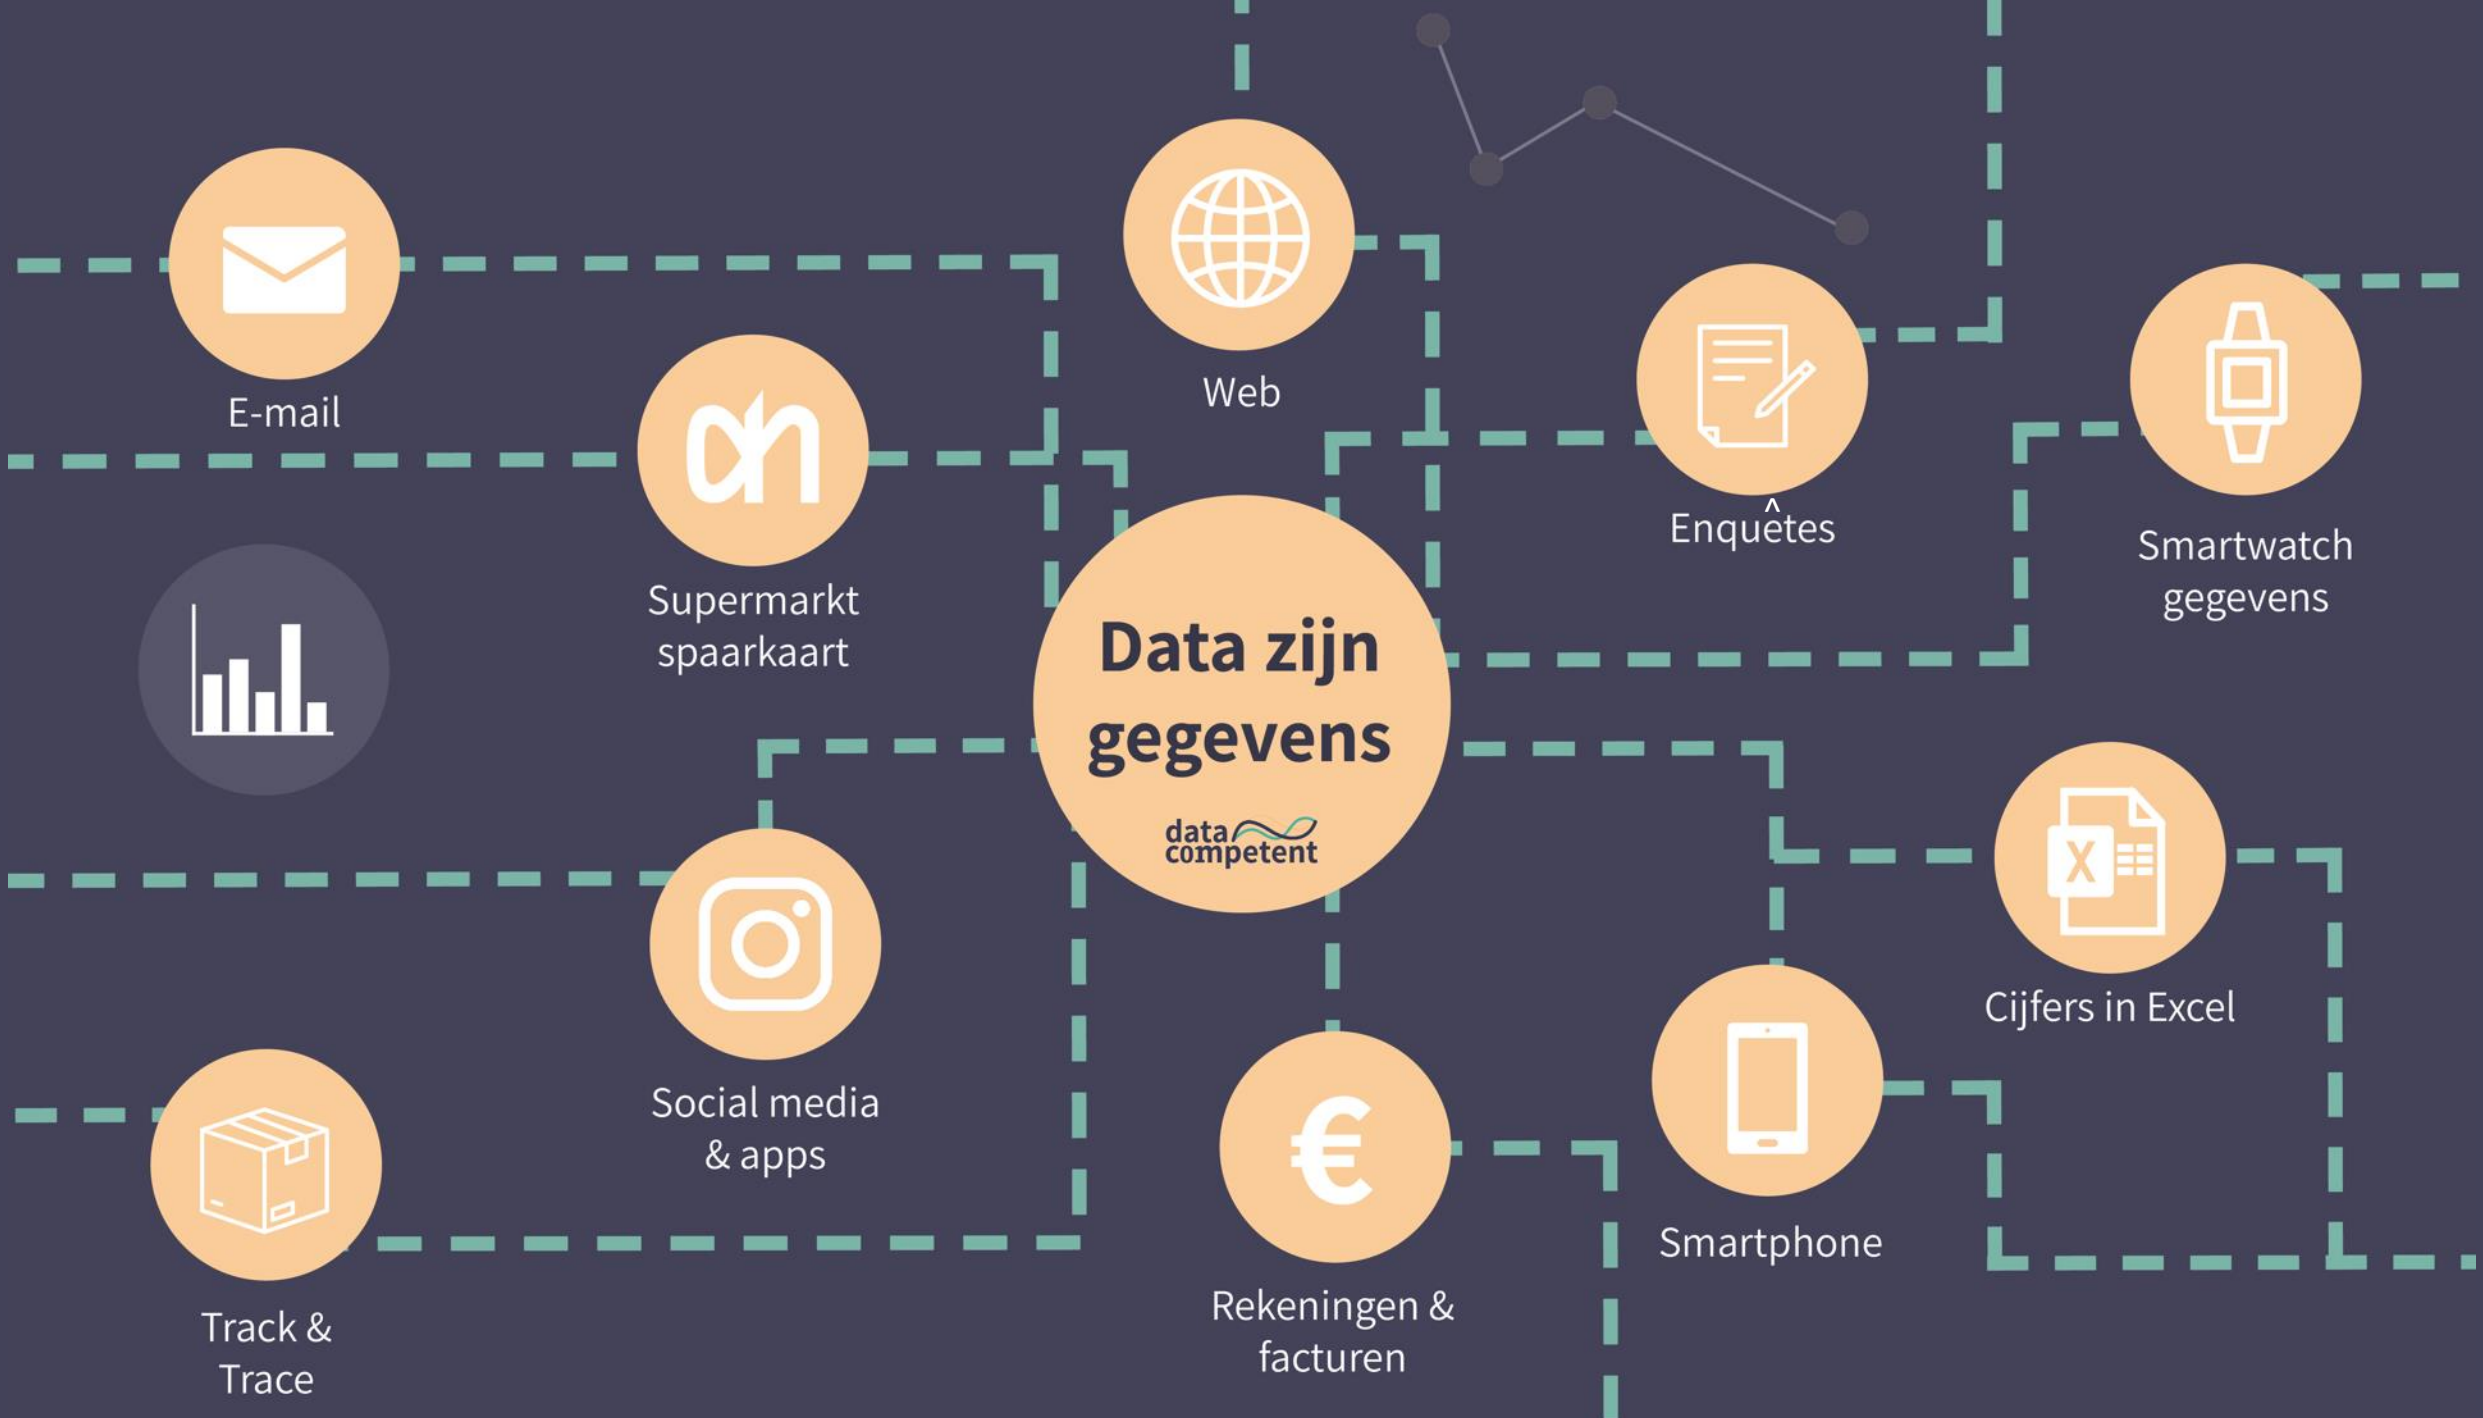 E-mail
Web
Supermarkt
spaarkaart
Enquêtes
Smartwatch
gegevens
Data zijn
gegevens
data
competent
Social media
& apps
Cijfers in Excel
X
€
Smartphone
Track &
Trace
Rekeningen &
facturen